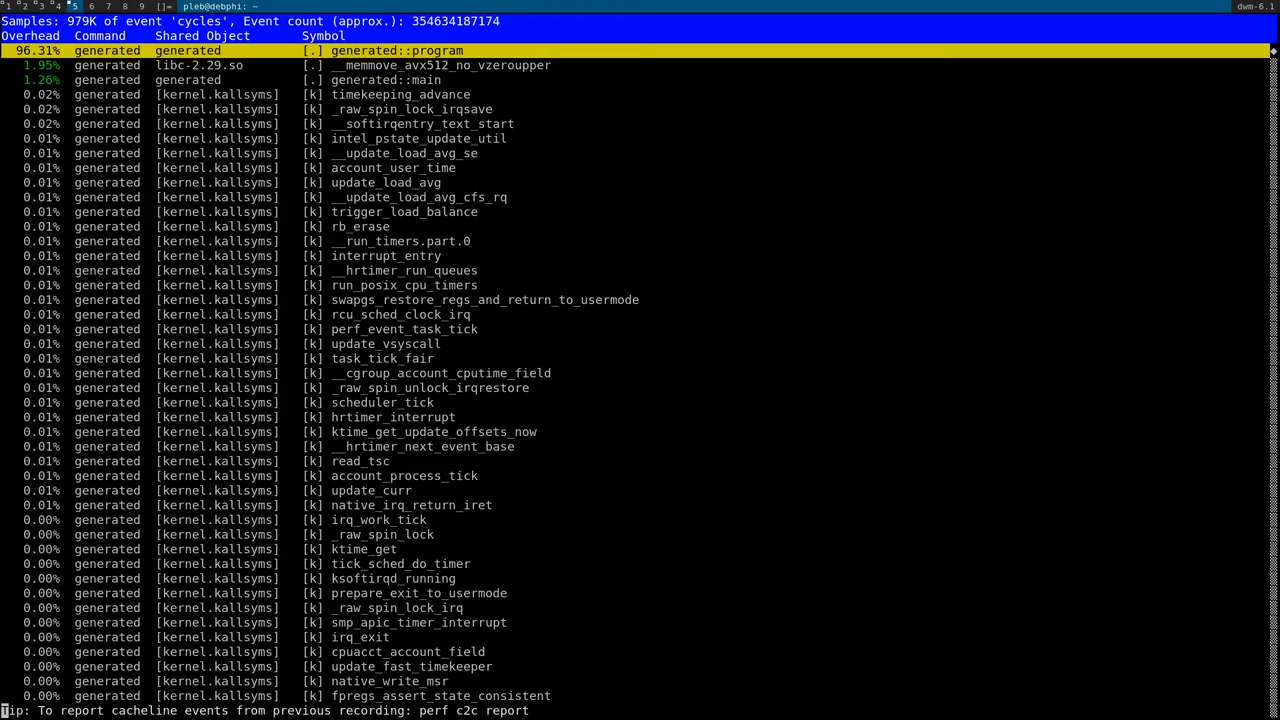 1 2 3 4 5 6 7 8 9 []= pleb@debphi: ~ dwm-6.1
Samples: 979K of event 'cycles', Event count (approx.): 354634187174
Overhead Command Shared Object Symbol
96.31% generated generated [.] generated::program
1.95% generated libc-2.29.so [.] __memmove_avx512_no_vzeroupper
1.26% generated generated [.] generated::main
0.02% generated [kernel.kallsyms] [k] timekeeping_advance
0.02% generated [kernel.kallsyms] [k] _raw_spin_lock_irqsave
0.02% generated [kernel.kallsyms] [k] __softirqentry_text_start
0.01% generated [kernel.kallsyms] [k] intel_pstate_update_util
0.01% generated [kernel.kallsyms] [k] __update_load_avg_se
0.01% generated [kernel.kallsyms] [k] account_user_time
0.01% generated [kernel.kallsyms] [k] update_load_avg
0.01% generated [kernel.kallsyms] [k] __update_load_avg_cfs_rq
0.01% generated [kernel.kallsyms] [k] trigger_load_balance
0.01% generated [kernel.kallsyms] [k] rb_erase
0.01% generated [kernel.kallsyms] [k] __run_timers.part.0
0.01% generated [kernel.kallsyms] [k] interrupt_entry
0.01% generated [kernel.kallsyms] [k] __hrtimer_run_queues
0.01% generated [kernel.kallsyms] [k] run_posix_cpu_timers
0.01% generated [kernel.kallsyms] [k] swapgs_restore_regs_and_return_to_usermode
0.01% generated [kernel.kallsyms] [k] rcu_sched_clock_irq
0.01% generated [kernel.kallsyms] [k] perf_event_task_tick
0.01% generated [kernel.kallsyms] [k] update_vsyscall
0.01% generated [kernel.kallsyms] [k] task_tick_fair
0.01% generated [kernel.kallsyms] [k] __cgroup_account_cputime_field
0.01% generated [kernel.kallsyms] [k] _raw_spin_unlock_irqrestore
0.01% generated [kernel.kallsyms] [k] scheduler_tick
0.01% generated [kernel.kallsyms] [k] hrtimer_interrupt
0.01% generated [kernel.kallsyms] [k] ktime_get_update_offsets_now
0.01% generated [kernel.kallsyms] [k] __hrtimer_next_event_base
0.01% generated [kernel.kallsyms] [k] read_tsc
0.01% generated [kernel.kallsyms] [k] account_process_tick
0.01% generated [kernel.kallsyms] [k] update_curr
0.01% generated [kernel.kallsyms] [k] native_irq_return_iret
0.00% generated [kernel.kallsyms] [k] irq_work_tick
0.00% generated [kernel.kallsyms] [k] _raw_spin_lock
0.00% generated [kernel.kallsyms] [k] ktime_get
0.00% generated [kernel.kallsyms] [k] tick_sched_do_timer
0.00% generated [kernel.kallsyms] [k] ksoftirqd_running
0.00% generated [kernel.kallsyms] [k] prepare_exit_to_usermode
0.00% generated [kernel.kallsyms] [k] _raw_spin_lock_irq
0.00% generated [kernel.kallsyms] [k] smp_apic_timer_interrupt
0.00% generated [kernel.kallsyms] [k] irq_exit
0.00% generated [kernel.kallsyms] [k] cpuacct_account_field
0.00% generated [kernel.kallsyms] [k] update_fast_timekeeper
0.00% generated [kernel.kallsyms] [k] native_write_msr
0.00% generated [kernel.kallsyms] [k] fpregs_assert_state_consistent
Tip: To report cacheline events from previous recording: perf c2c report